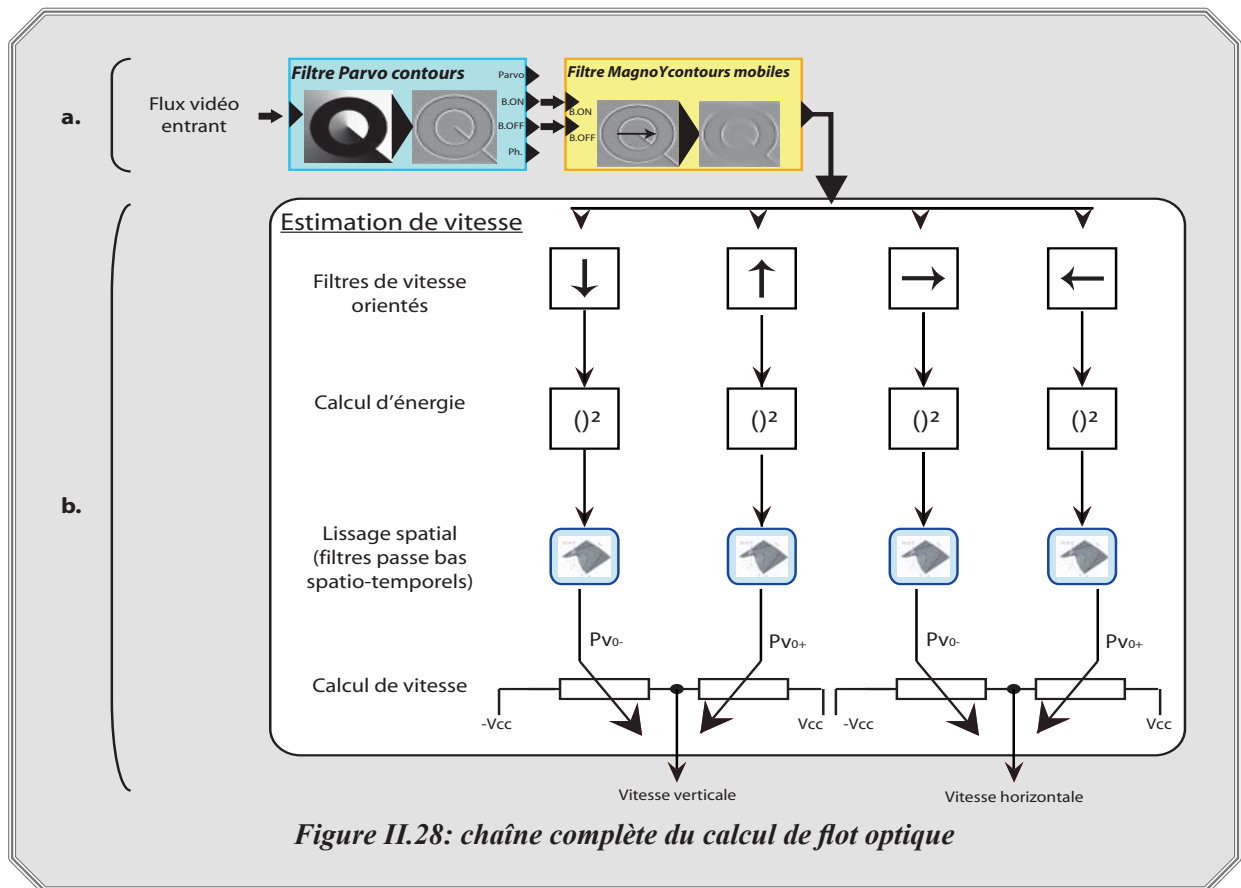 a.
Flux vidéo
entrant
Filtre Parvo contours
Parvo
B.ON
B.OFF
Ph.
Filtre MagnoYcontours mobiles
B.ON
B.OFF
b.
Estimation de vitesse
Filtres de vitesse
orientés
Calcul d'énergie
()² ()² ()² ()²
Lissage spatial
(filtres passe bas
spatio-temporels)
Pv0- Pv0+ Pv0- Pv0+
Calcul de vitesse
-Vcc Vcc -Vcc Vcc
Vitesse verticale Vitesse horizontale
Figure II.28: chaîne complète du calcul de flot optique